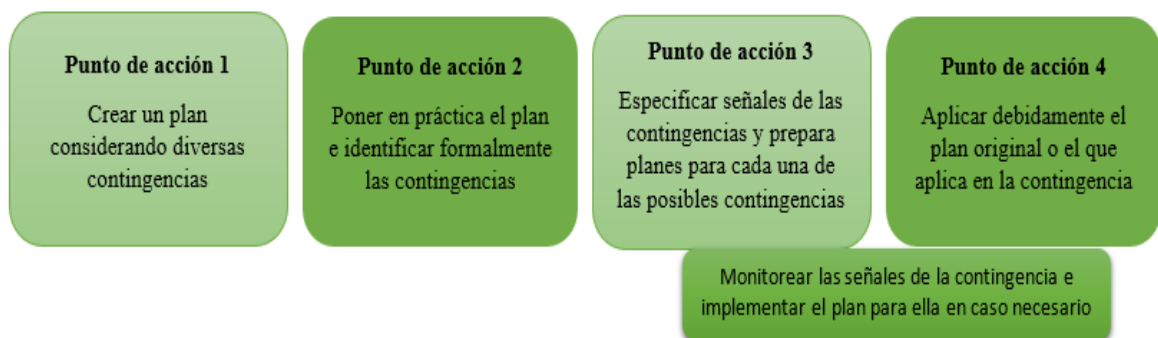 Punto de acción 1
Crear un plan
considerando diversas
contingencias
Punto de acción 2
Poner en práctica el plan
e identificar formalmente
las contingencias
Punto de acción 3
Especificar señales de las
contingencias y prepara
planes para cada una de
las posibles contingencias
Punto de acción 4
Aplicar debidamente el
plan original o el que
aplica en la contingencia
Monitorear las señales de la contingencia e
implementar el plan para ella en caso necesario